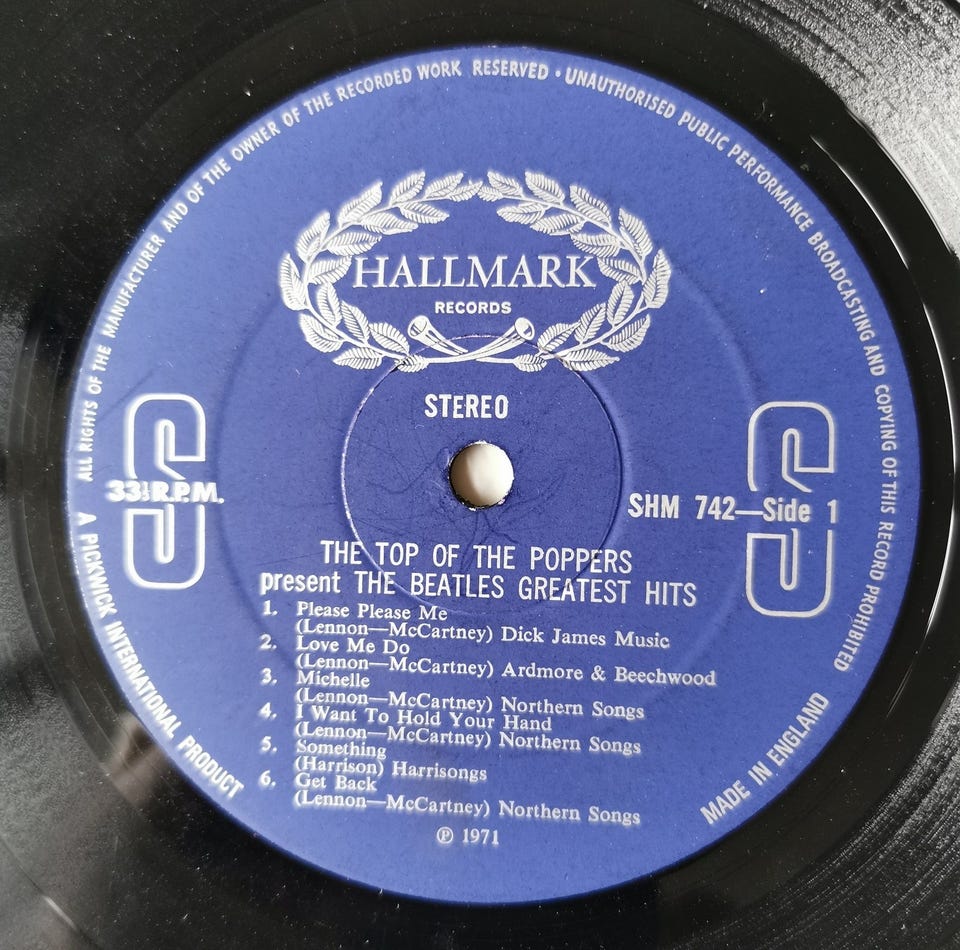 ALL RIGHTS OF THE MANUFACTURER AND OF THE OWNER OF THE RECORDED WORK RESERVED • UNAUTHORISED PUBLIC PERFORMANCE BROADCASTING AND COPYING OF THIS RECORD PROHIBITED
HALLMARK
RECORDS
STEREO
S
33⅓ R.P.M.
SHM 742—Side 1
S
THE TOP OF THE POPPERS
present THE BEATLES GREATEST HITS
1. Please Please Me
(Lennon—McCartney) Dick James Music
2. Love Me Do
(Lennon—McCartney) Ardmore & Beechwood
3. Michelle
(Lennon—McCartney) Northern Songs
4. I Want To Hold Your Hand
(Lennon—McCartney) Northern Songs
5. Something
(Harrison) Harrisongs
6. Get Back
(Lennon—McCartney) Northern Songs
℗ 1971
A PICKWICK INTERNATIONAL PRODUCT
MADE IN ENGLAND